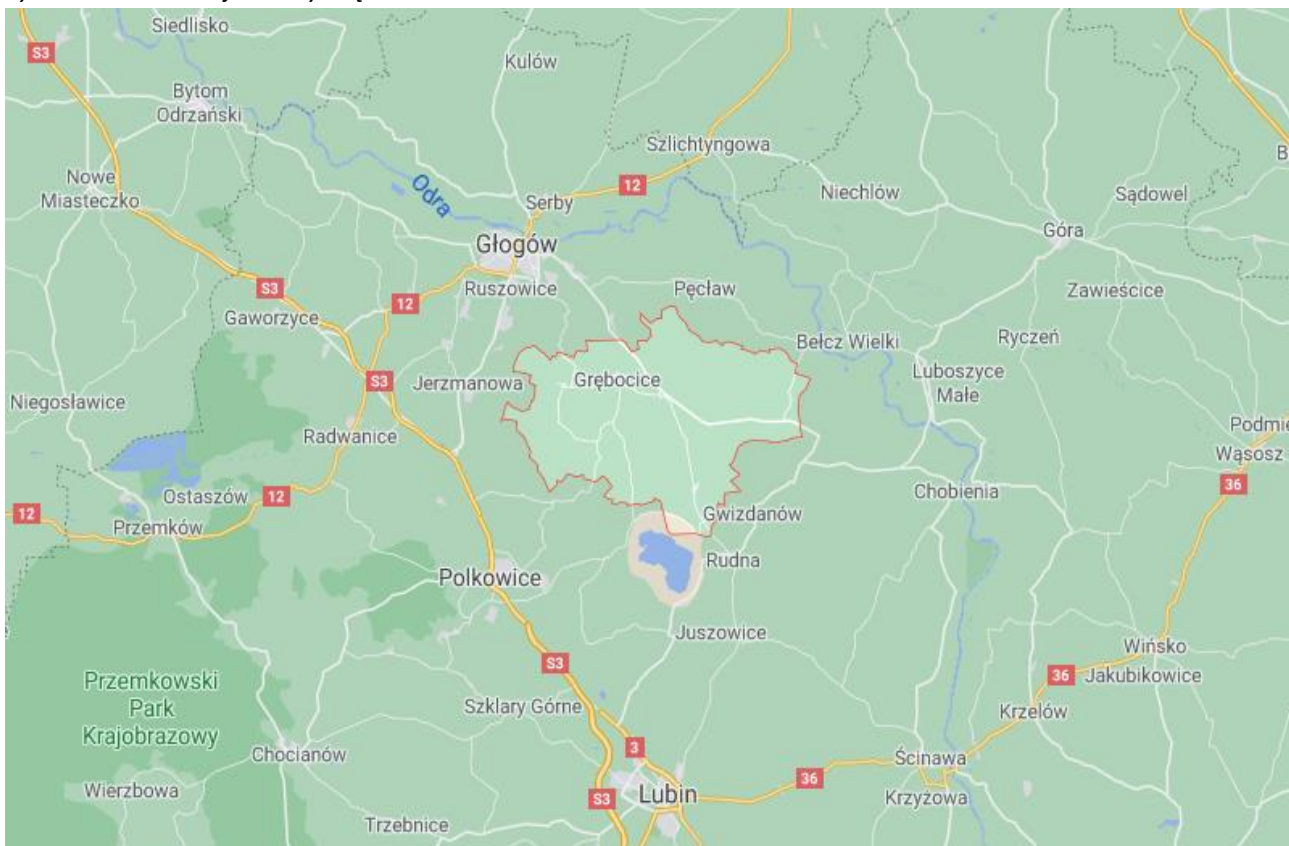 Siedlisko
S3
Kulów
Bytom
Odrzański
Szlichtyngowa
Nowe
Miasteczko
Odra
12
Niechlów
Sądowel
Serby
Głogów
Góra
S3
Ruszowice
Pęcław
Zawieścice
12
Gaworzyce
Bełcz Wielki
Ryczeń
S3
Jerzmanowa
Grębocice
Luboszyce
Małe
Niegosławice
Radwanice
Podmie
Wąsosz
Ostaszów
12
Chobienia
36
12
Przemków
Gwizdanów
Rudna
Polkowice
Juszowice
Wińsko
S3
36
Jakubikowice
Przemkowski
Park
Krajobrazowy
Szklary Górne
Krzelów
Chocianów
3
Ścinawa
Wierzbowa
36
S3
Lubin
Krzyżowa
Trzebnice